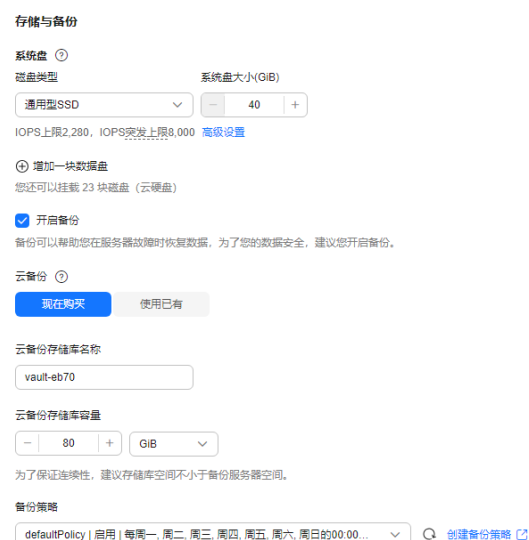 存储与备份
系统盘
磁盘类型 系统盘大小(GiB)
通用型SSD − 40 +
IOPS上限2,280，IOPS突发上限8,000 高级设置
增加一块数据盘
您还可以挂载 23 块磁盘（云硬盘）
开启备份
备份可以帮助您在服务器故障时恢复数据，为了您的数据安全，建议您开启备份。
云备份
现在购买 使用已有
云备份存储库名称
vault-eb70
云备份存储库容量
− 80 + GiB
为了保证连续性，建议存储库空间不小于备份服务器空间。
备份策略
defaultPolicy | 启用 | 每周一, 周二, 周三, 周四, 周五, 周六, 周日的00:00... 创建备份策略